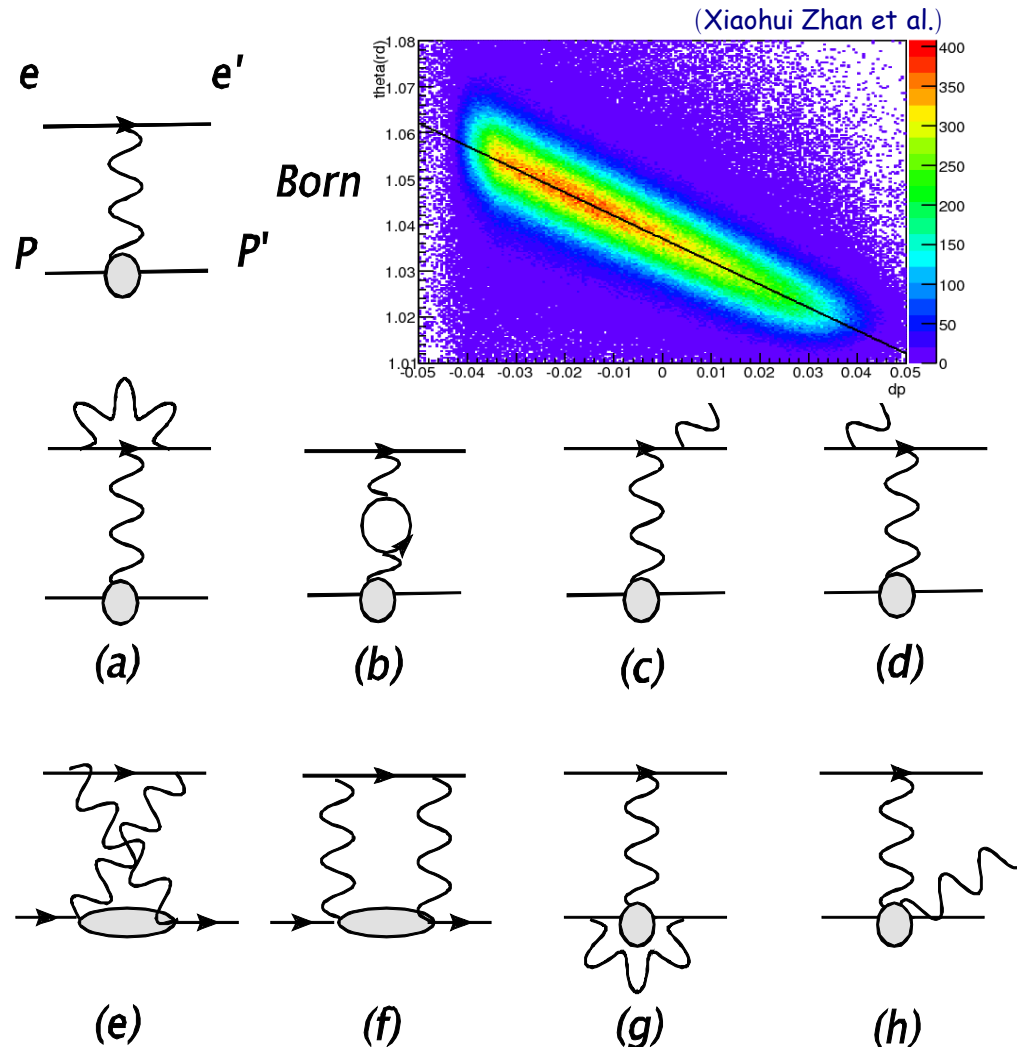 (Xiaohui Zhan et al.)
e e'
Born
P P'
theta(rd)
1.08
1.07
1.06
1.05
1.04
1.03
1.02
1.01
-0.05 -0.04 -0.03 -0.02 -0.01 0 0.01 0.02 0.03 0.04 0.05
dp
400
350
300
250
200
150
100
50
0
(a) (b) (c) (d)
(e) (f) (g) (h)